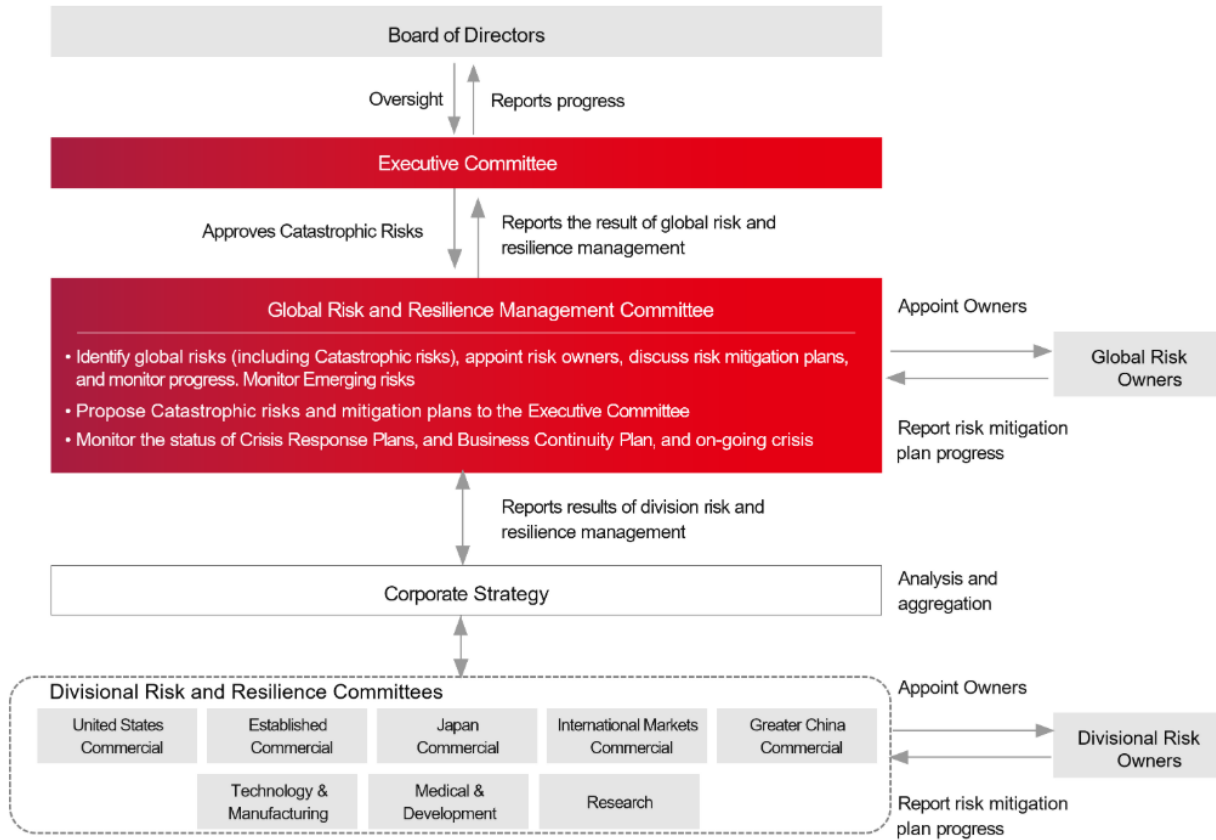 Board of Directors
Oversight
Reports progress
Executive Committee
Approves Catastrophic Risks
Reports the result of global risk and
resilience management
Global Risk and Resilience Management Committee
• Identify global risks (including Catastrophic risks), appoint risk owners, discuss risk mitigation plans,
and monitor progress. Monitor Emerging risks
• Propose Catastrophic risks and mitigation plans to the Executive Committee
• Monitor the status of Crisis Response Plans, and Business Continuity Plan, and on-going crisis
Appoint Owners
Global Risk
Owners
Report risk mitigation
plan progress
Reports results of division risk and
resilience management
Corporate Strategy
Analysis and
aggregation
Divisional Risk and Resilience Committees
United States
Commercial
Established
Commercial
Japan
Commercial
International Markets
Commercial
Greater China
Commercial
Technology &
Manufacturing
Medical &
Development
Research
Appoint Owners
Divisional Risk
Owners
Report risk mitigation
plan progress